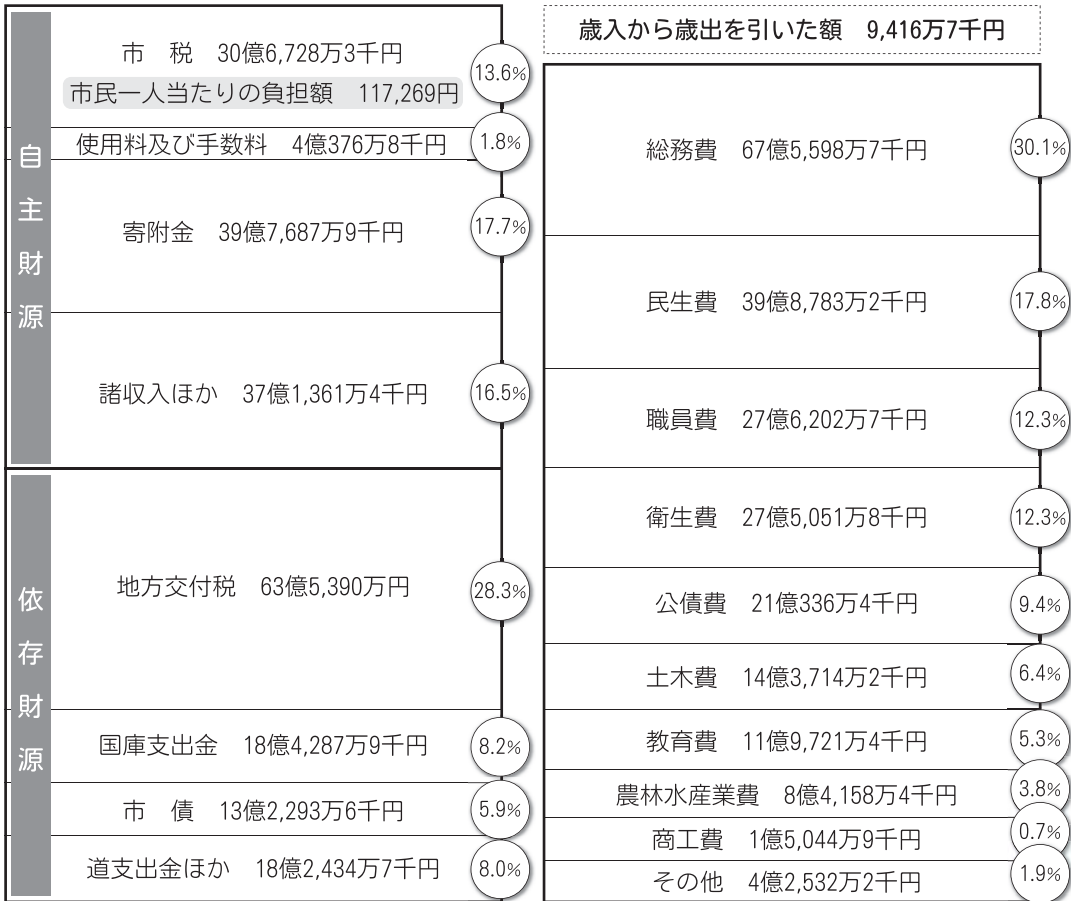 自主財源
市　税　30億6,728万3千円
13.6%
市民一人当たりの負担額　117,269円
使用料及び手数料　4億376万8千円
1.8%
寄附金　39億7,687万9千円
17.7%
諸収入ほか　37億1,361万4千円
16.5%
依存財源
地方交付税　63億5,390万円
28.3%
国庫支出金　18億4,287万9千円
8.2%
市　債　13億2,293万6千円
5.9%
道支出金ほか　18億2,434万7千円
8.0%
歳入から歳出を引いた額　9,416万7千円
総務費　67億5,598万7千円
30.1%
民生費　39億8,783万2千円
17.8%
職員費　27億6,202万7千円
12.3%
衛生費　27億5,051万8千円
12.3%
公債費　21億336万4千円
9.4%
土木費　14億3,714万2千円
6.4%
教育費　11億9,721万4千円
5.3%
農林水産業費　8億4,158万4千円
3.8%
商工費　1億5,044万9千円
0.7%
その他　4億2,532万2千円
1.9%